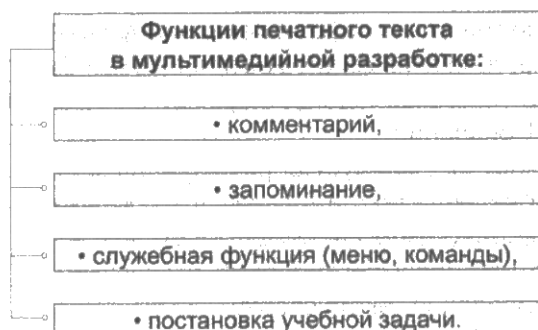 Функции печатного текста
в мультимедийной разработке:
• комментарий,
• запоминание,
• служебная функция (меню, команды),
• постановка учебной задачи.